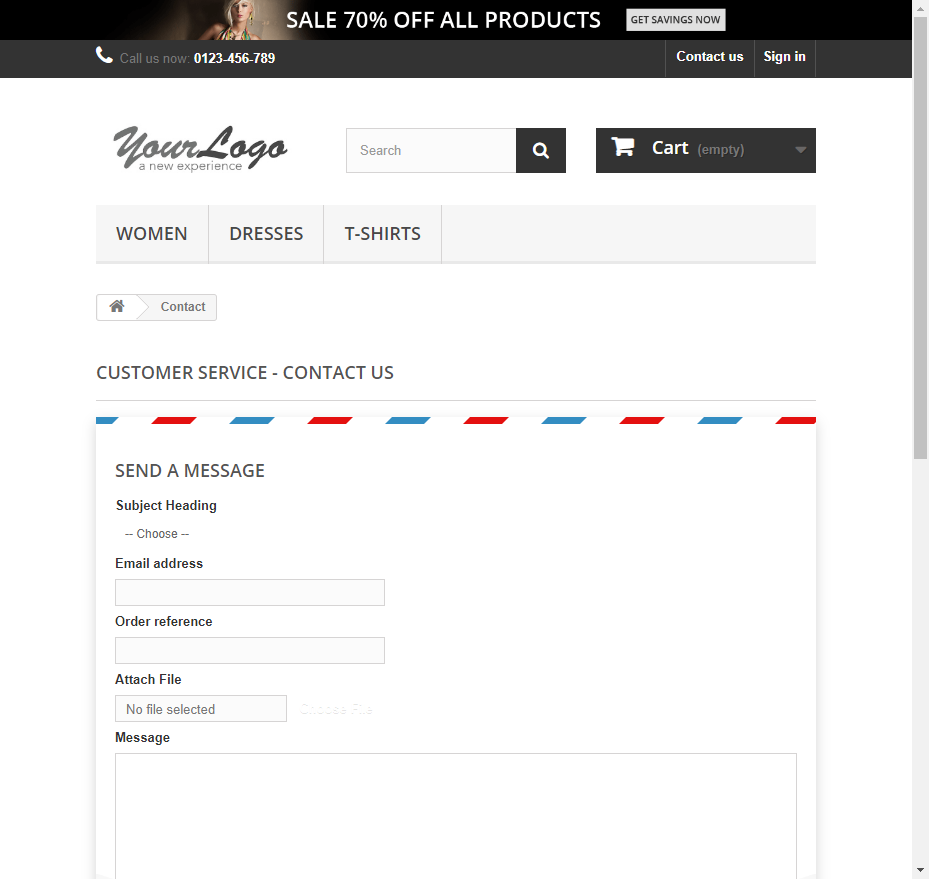 SALE 70% OFF ALL PRODUCTS GET SAVINGS NOW
Call us now: 0123-456-789 Contact us Sign in
YourLogo
a new experience
Search
Cart (empty)
WOMEN DRESSES T-SHIRTS
Contact
CUSTOMER SERVICE - CONTACT US
SEND A MESSAGE
Subject Heading
-- Choose --
Email address
Order reference
Attach File
No file selected Choose File
Message